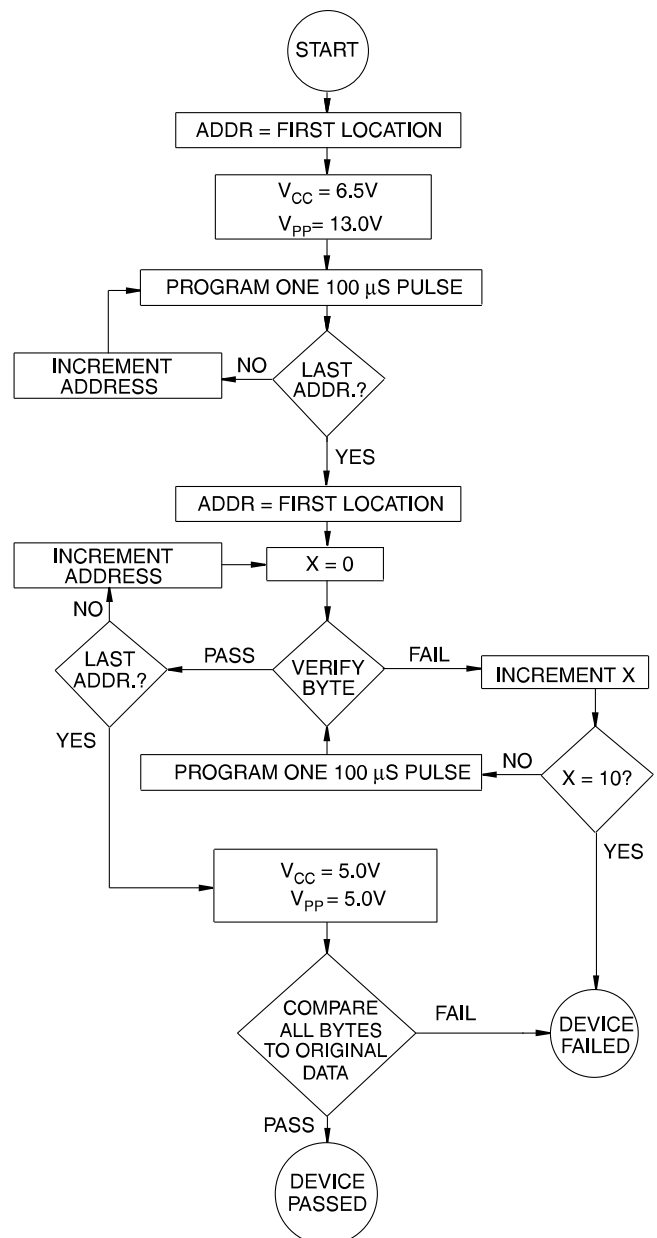 START
ADDR = FIRST LOCATION
VCC = 6.5V
VPP = 13.0V
PROGRAM ONE 100 µS PULSE
INCREMENT
ADDRESS
NO
LAST
ADDR.?
YES
ADDR = FIRST LOCATION
INCREMENT
ADDRESS
X = 0
NO
LAST
ADDR.?
PASS
VERIFY
BYTE
FAIL
INCREMENT X
YES
PROGRAM ONE 100 µS PULSE
NO
X = 10?
YES
VCC = 5.0V
VPP = 5.0V
COMPARE
ALL BYTES
TO ORIGINAL
DATA
FAIL
DEVICE
FAILED
PASS
DEVICE
PASSED